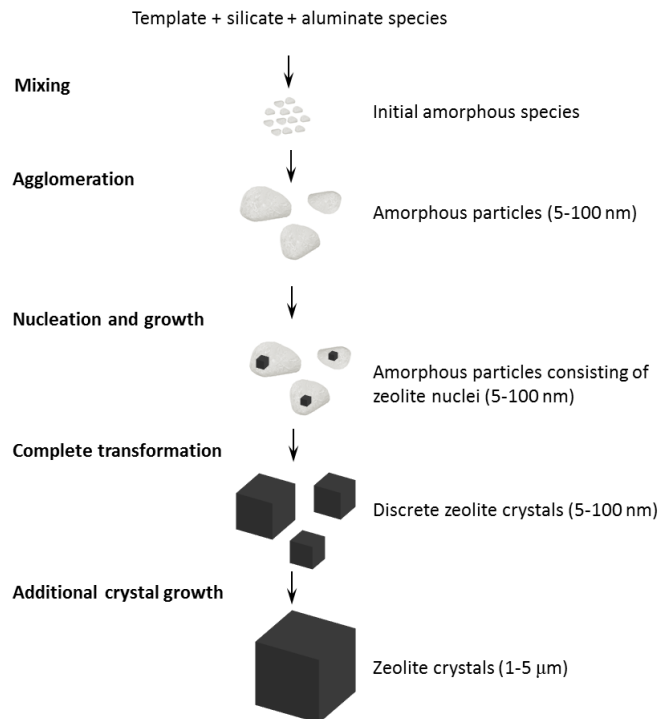 Template + silicate + aluminate species
Mixing
Initial amorphous species
Agglomeration
Amorphous particles (5-100 nm)
Nucleation and growth
Amorphous particles consisting of
zeolite nuclei (5-100 nm)
Complete transformation
Discrete zeolite crystals (5-100 nm)
Additional crystal growth
Zeolite crystals (1-5 μm)